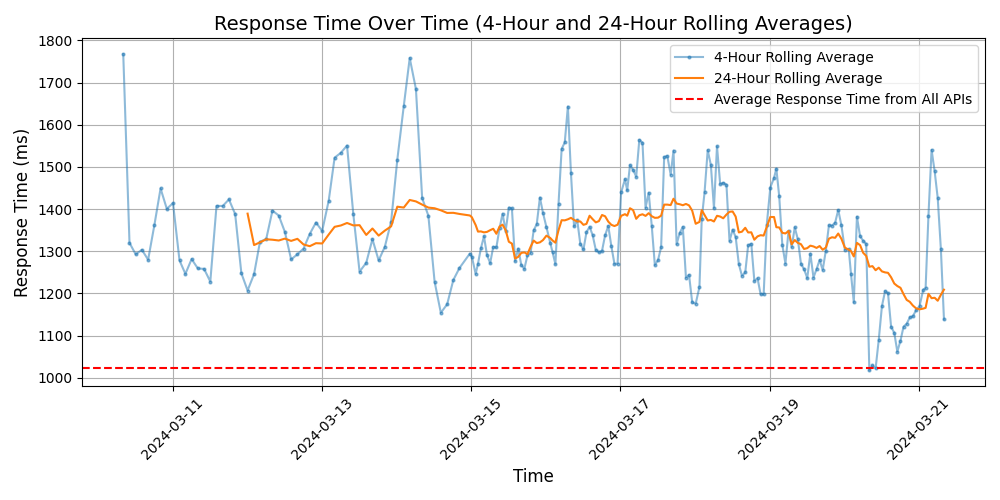 Response Time Over Time (4-Hour and 24-Hour Rolling Averages)
1800
1700
1600
1500
1400
1300
1200
1100
1000
Response Time (ms)
4-Hour Rolling Average
24-Hour Rolling Average
Average Response Time from All APIs
2024-03-11
2024-03-13
2024-03-15
2024-03-17
2024-03-19
2024-03-21
Time